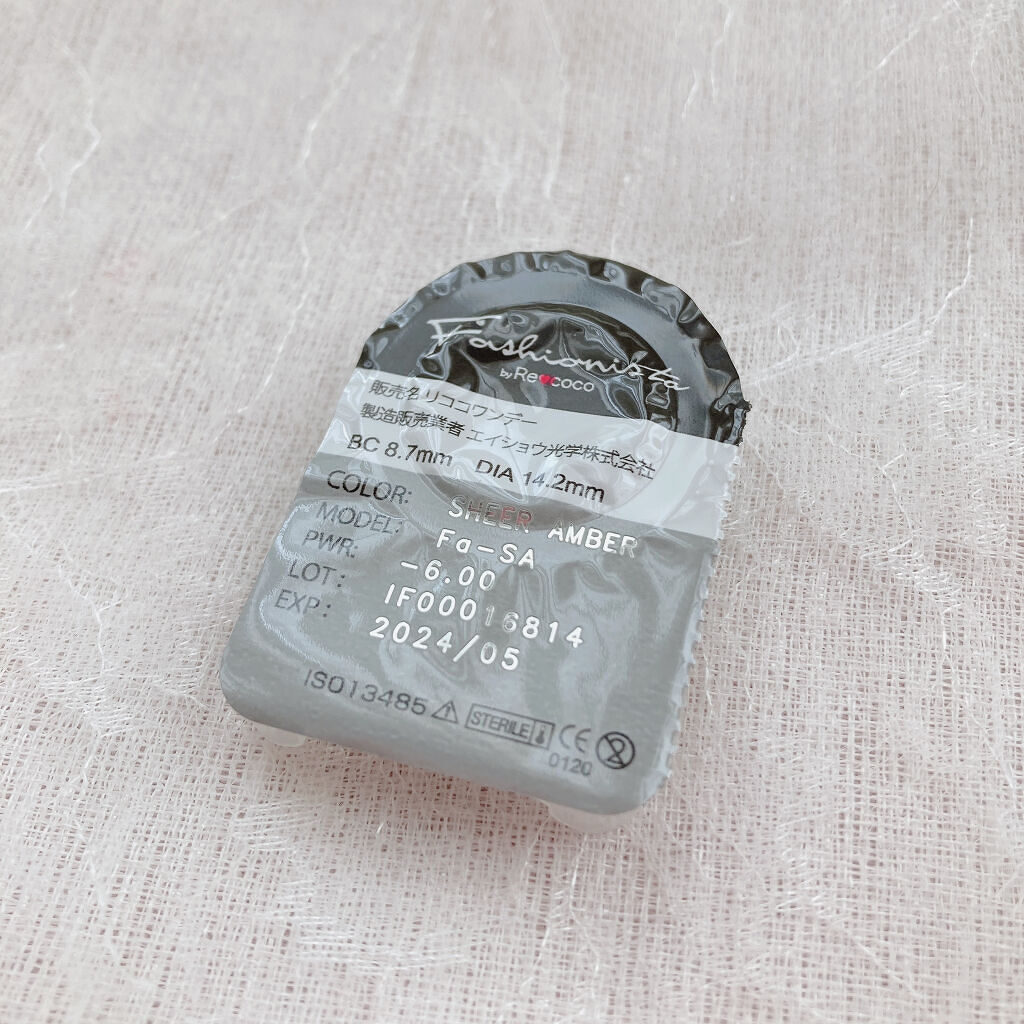 Fashionista
by Re♥coco
販売名 リココワンデー
製造販売業者 エイショウ光学株式会社
BC 8.7mm DIA 14.2mm
COLOR: SHEER AMBER
MODEL: Fa-SA
PWR: -6.00
LOT: IF00016814
EXP: 2024/05
ISO13485 STERILE CE
0120